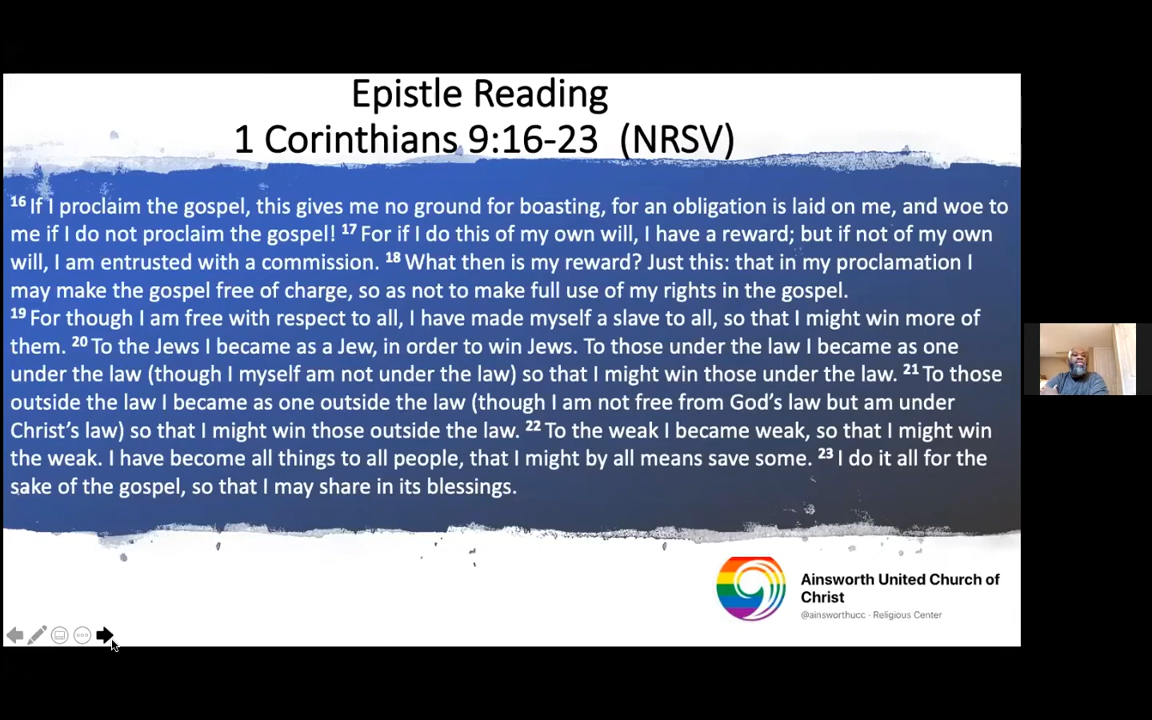 Epistle Reading
1 Corinthians 9:16-23 (NRSV)
16 If I proclaim the gospel, this gives me no ground for boasting, for an obligation is laid on me, and woe to
me if I do not proclaim the gospel! 17 For if I do this of my own will, I have a reward; but if not of my own
will, I am entrusted with a commission. 18 What then is my reward? Just this: that in my proclamation I
may make the gospel free of charge, so as not to make full use of my rights in the gospel.
19 For though I am free with respect to all, I have made myself a slave to all, so that I might win more of
them. 20 To the Jews I became as a Jew, in order to win Jews. To those under the law I became as one
under the law (though I myself am not under the law) so that I might win those under the law. 21 To those
outside the law I became as one outside the law (though I am not free from God’s law but am under
Christ’s law) so that I might win those outside the law. 22 To the weak I became weak, so that I might win
the weak. I have become all things to all people, that I might by all means save some. 23 I do it all for the
sake of the gospel, so that I may share in its blessings.
Ainsworth United Church of
Christ
@ainsworthucc · Religious Center